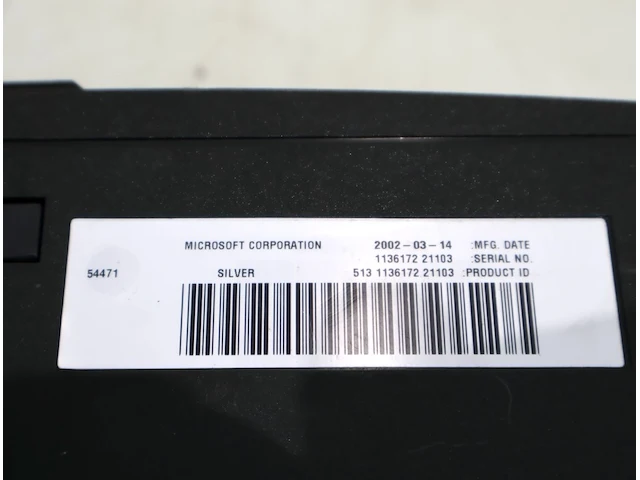 MICROSOFT CORPORATION 2002-03-14 :MFG. DATE
1136172 21103 :SERIAL NO.
54471 SILVER 513 1136172 21103 :PRODUCT ID